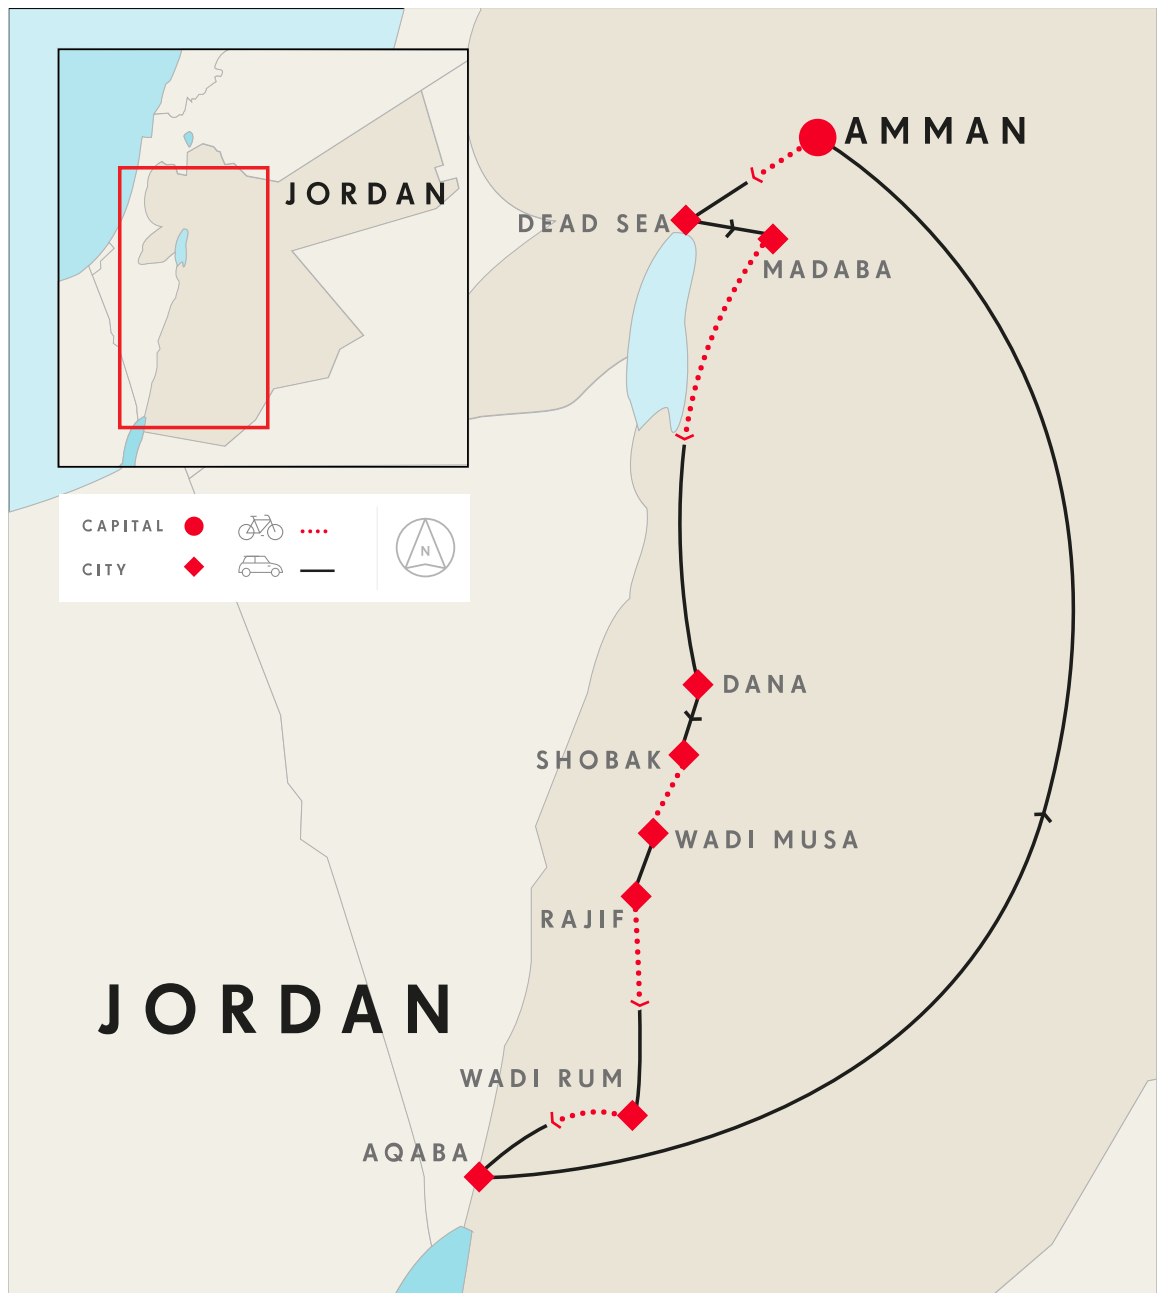 AMMAN
JORDAN
DEAD SEA
MADABA
CAPITAL
CITY
N
DANA
SHOBAK
WADI MUSA
RAJIF
JORDAN
WADI RUM
AQABA